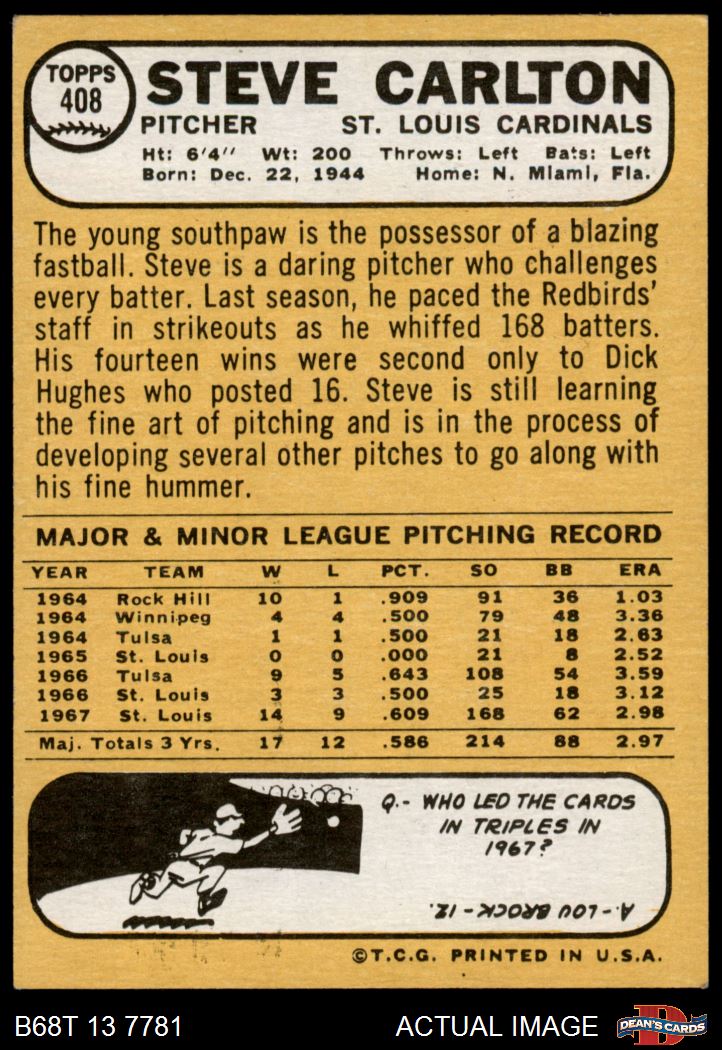 TOPPS
408
STEVE CARLTON
PITCHER ST. LOUIS CARDINALS
Ht: 6'4″ Wt: 200 Throws: Left Bats: Left
Born: Dec. 22, 1944 Home: N. Miami, Fla.
The young southpaw is the possessor of a blazing
fastball. Steve is a daring pitcher who challenges
every batter. Last season, he paced the Redbirds'
staff in strikeouts as he whiffed 168 batters.
His fourteen wins were second only to Dick
Hughes who posted 16. Steve is still learning
the fine art of pitching and is in the process of
developing several other pitches to go along with
his fine hummer.
MAJOR & MINOR LEAGUE PITCHING RECORD
YEAR TEAM W L PCT. SO BB ERA
1964 Rock Hill 10 1 .909 91 36 1.03
1964 Winnipeg 4 4 .500 79 48 3.36
1964 Tulsa 1 1 .500 21 18 2.63
1965 St. Louis 0 0 .000 21 8 2.52
1966 Tulsa 9 5 .643 108 54 3.59
1966 St. Louis 3 3 .500 25 18 3.12
1967 St. Louis 14 9 .609 168 62 2.98
Maj. Totals 3 Yrs. 17 12 .586 214 88 2.97
Q.- WHO LED THE CARDS
IN TRIPLES IN
1967?
A.- LOU BROCK - 12.
©T.C.G. PRINTED IN U.S.A.
B68T 13 7781 ACTUAL IMAGE
D
DEAN'S CARDS